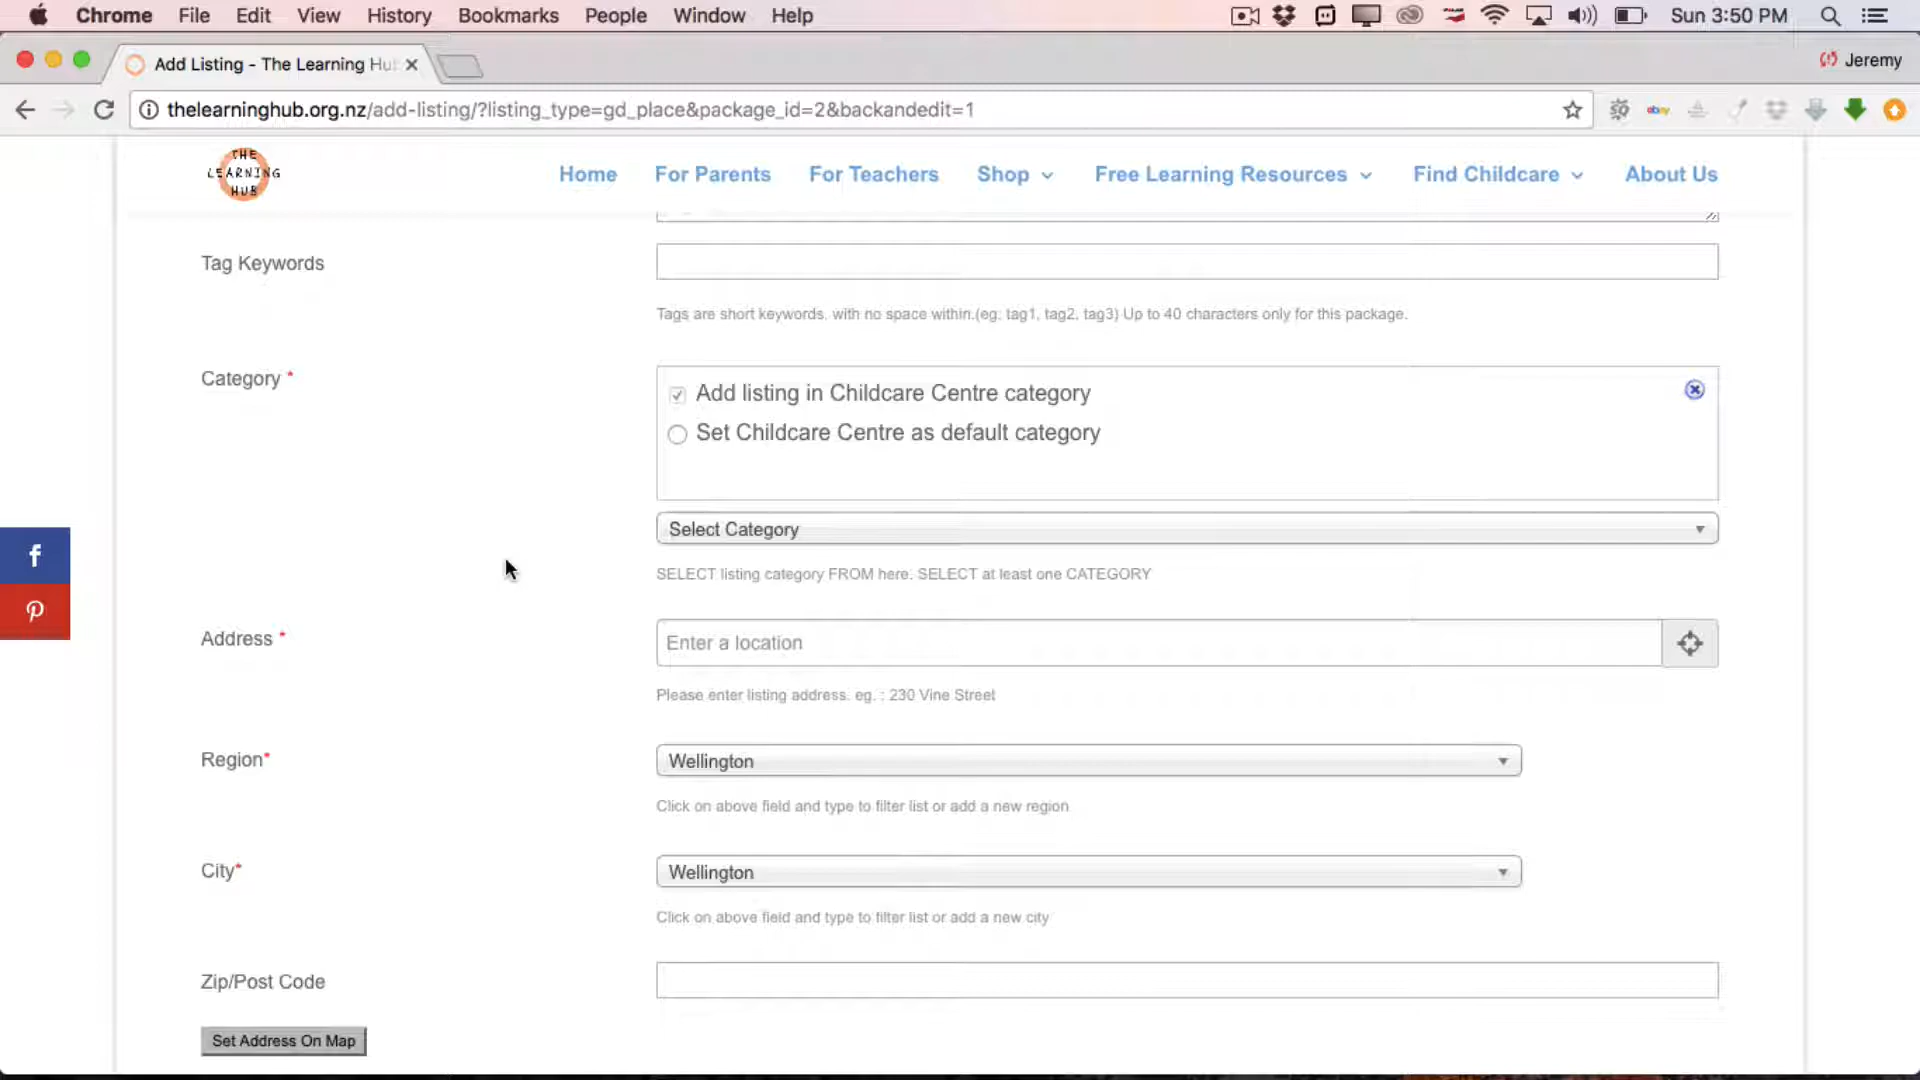 Chrome File Edit View History Bookmarks People Window Help Sun 3:50 PM
Add Listing - The Learning Hu Jeremy
thelearninghub.org.nz/add-listing/?listing_type=gd_place&package_id=2&backandedit=1 ebay
THE
LEARNING
HUB
Home For Parents For Teachers Shop Free Learning Resources Find Childcare About Us
Tag Keywords
Tags are short keywords. with no space within.(eg: tag1, tag2, tag3) Up to 40 characters only for this package.
Category *
Add listing in Childcare Centre category
Set Childcare Centre as default category
Select Category
SELECT listing category FROM here. SELECT at least one CATEGORY
f
Address *
Enter a location
Please enter listing address. eg. : 230 Vine Street
Region*
Wellington
Click on above field and type to filter list or add a new region
City*
Wellington
Click on above field and type to filter list or add a new city
Zip/Post Code
Set Address On Map